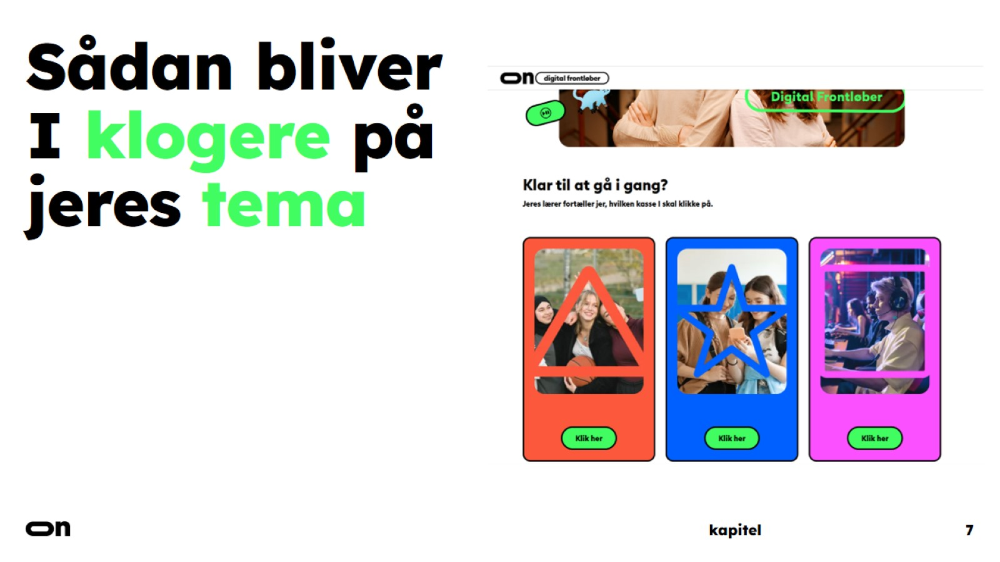 Sådan bliver
I klogere på
jeres tema
on digital frontløber
Digital Frontløber
Klar til at gå i gang?
Jeres lærer fortæller jer, hvilken kasse I skal klikke på.
Klik her
Klik her
Klik her
on
kapitel
7